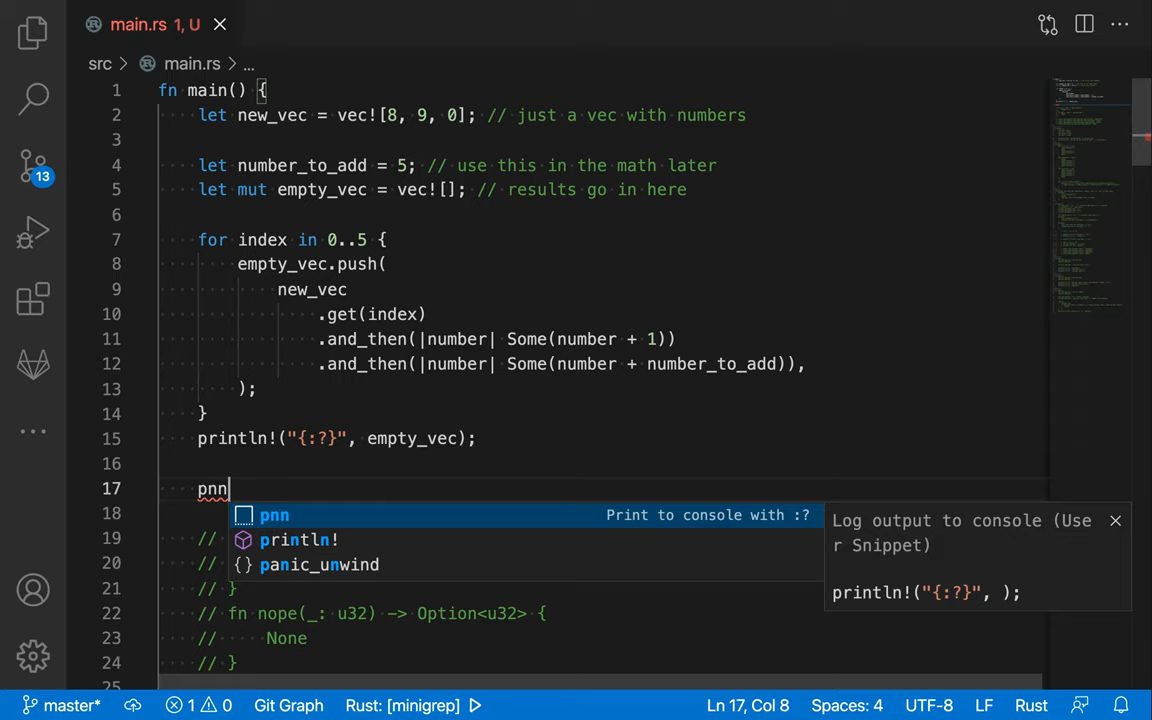 main.rs 1, U
src > main.rs > ...
1 fn main() {
2 let new_vec = vec![8, 9, 0]; // just a vec with numbers
3
4 let number_to_add = 5; // use this in the math later
5 let mut empty_vec = vec![]; // results go in here
6
7 for index in 0..5 {
8 empty_vec.push(
9 new_vec
10 .get(index)
11 .and_then(|number| Some(number + 1))
12 .and_then(|number| Some(number + number_to_add)),
13 );
14 }
15 println!("{:?}", empty_vec);
16
17 pnn
18
pnn Print to console with :?
println!
{} panic_unwind
Log output to console (Use
r Snippet)
println!("{:?}", );
19 //
20 //
21 // }
22 // fn nope(_: u32) -> Option<u32> {
23 // None
24 // }
25
13
master* 1 0 Git Graph Rust: [minigrep] Ln 17, Col 8 Spaces: 4 UTF-8 LF Rust